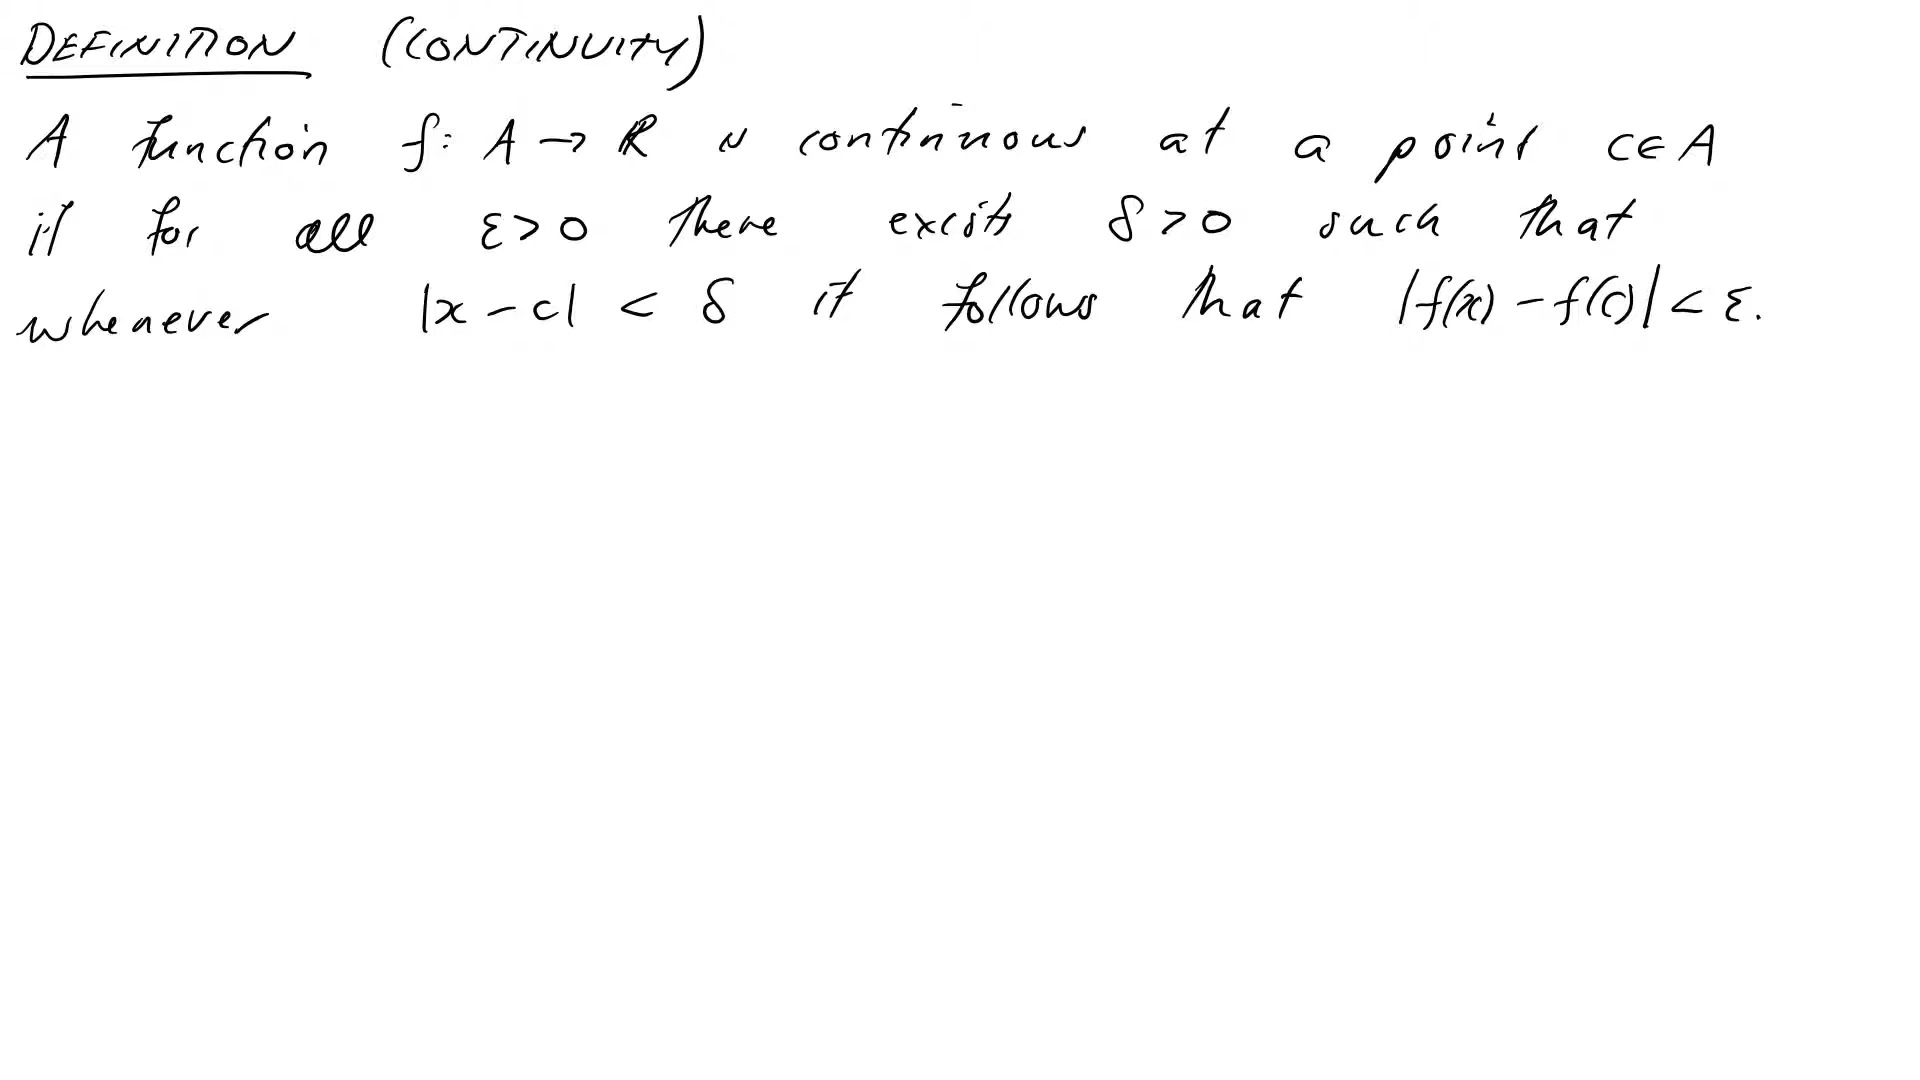 DEFINITION (CONTINUITY)
A function f: A → R is continuous at a point c∈A
if for all ε>0 there excists δ>0 such that
whenever |x - c| < δ it follows that |f(x) - f(c)| < ε.